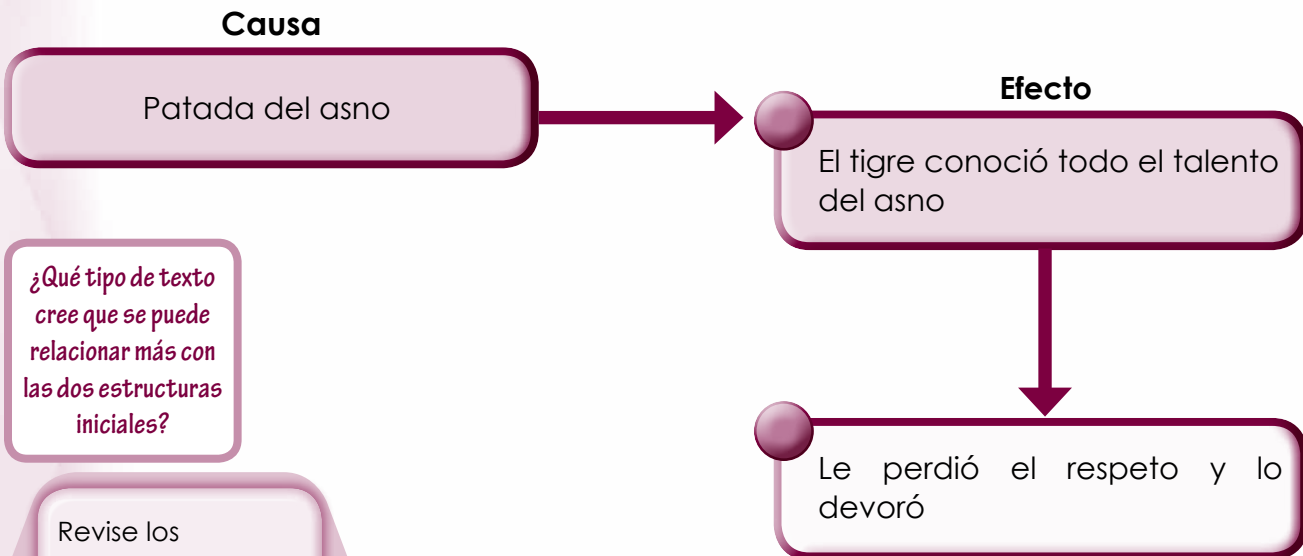 Causa
Patada del asno
Efecto
El tigre conoció todo el talento
del asno
¿Qué tipo de texto
cree que se puede
relacionar más con
las dos estructuras
iniciales?
Le perdió el respeto y lo
devoró
Revise los